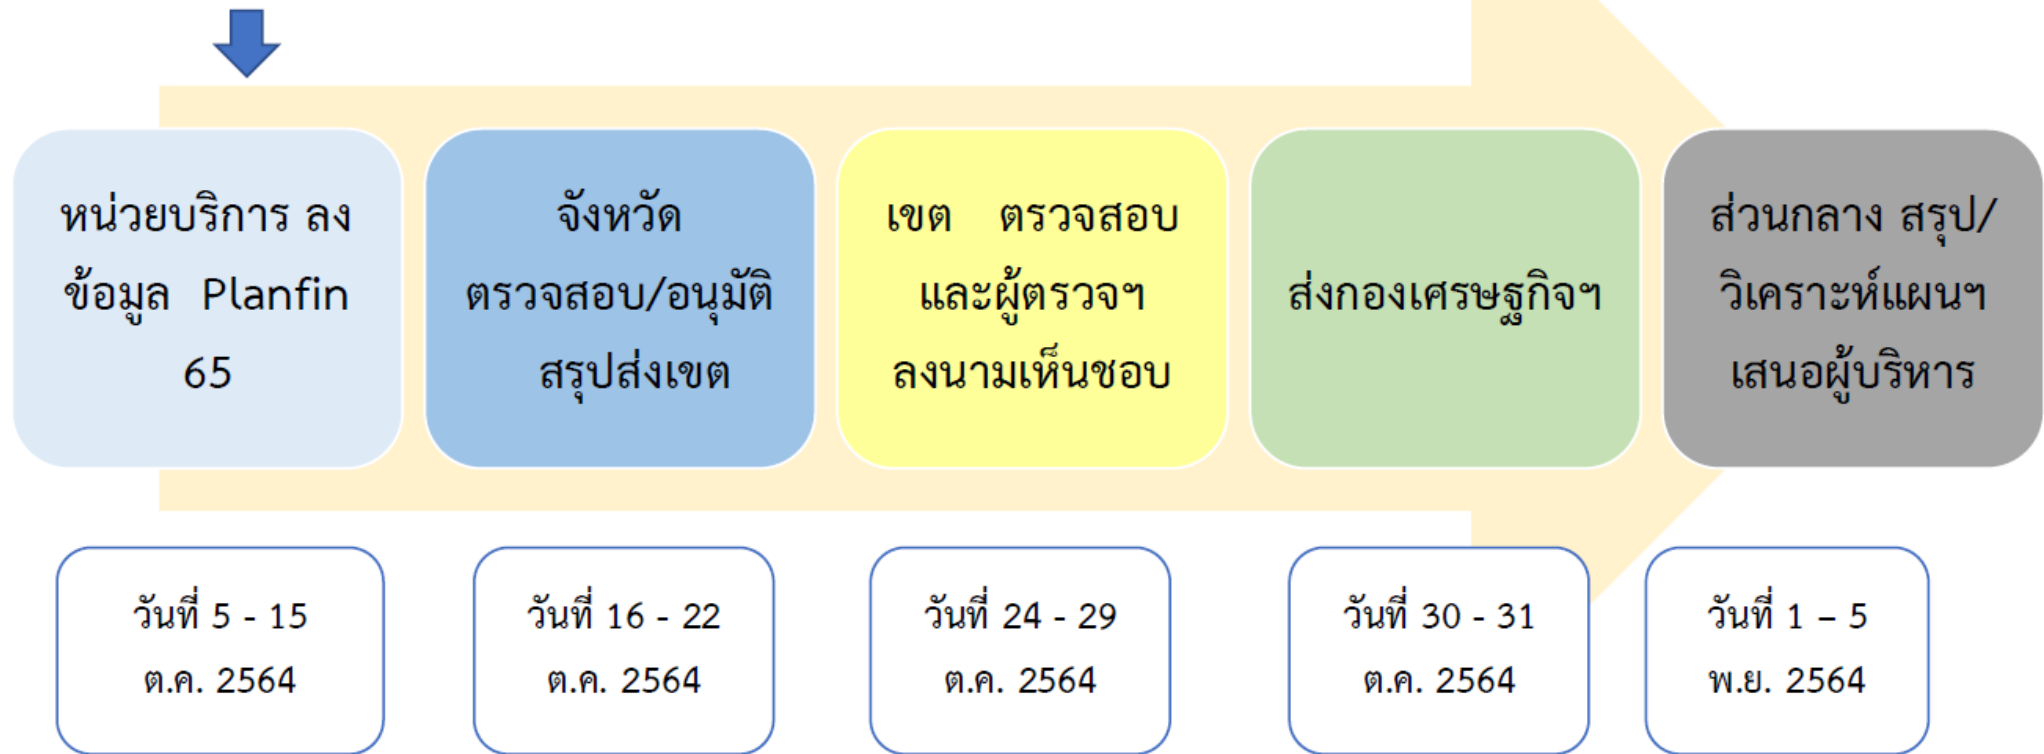 หน่วยบริการ ลง
ข้อมูล Planfin
65
จังหวัด
ตรวจสอบ/อนุมัติ
สรุปส่งเขต
เขต ตรวจสอบ
และผู้ตรวจฯ
ลงนามเห็นชอบ
ส่งกองเศรษฐกิจฯ
ส่วนกลาง สรุป/
วิเคราะห์แผนฯ
เสนอผู้บริหาร
วันที่ 5 - 15
ต.ค. 2564
วันที่ 16 - 22
ต.ค. 2564
วันที่ 24 - 29
ต.ค. 2564
วันที่ 30 - 31
ต.ค. 2564
วันที่ 1 – 5
พ.ย. 2564